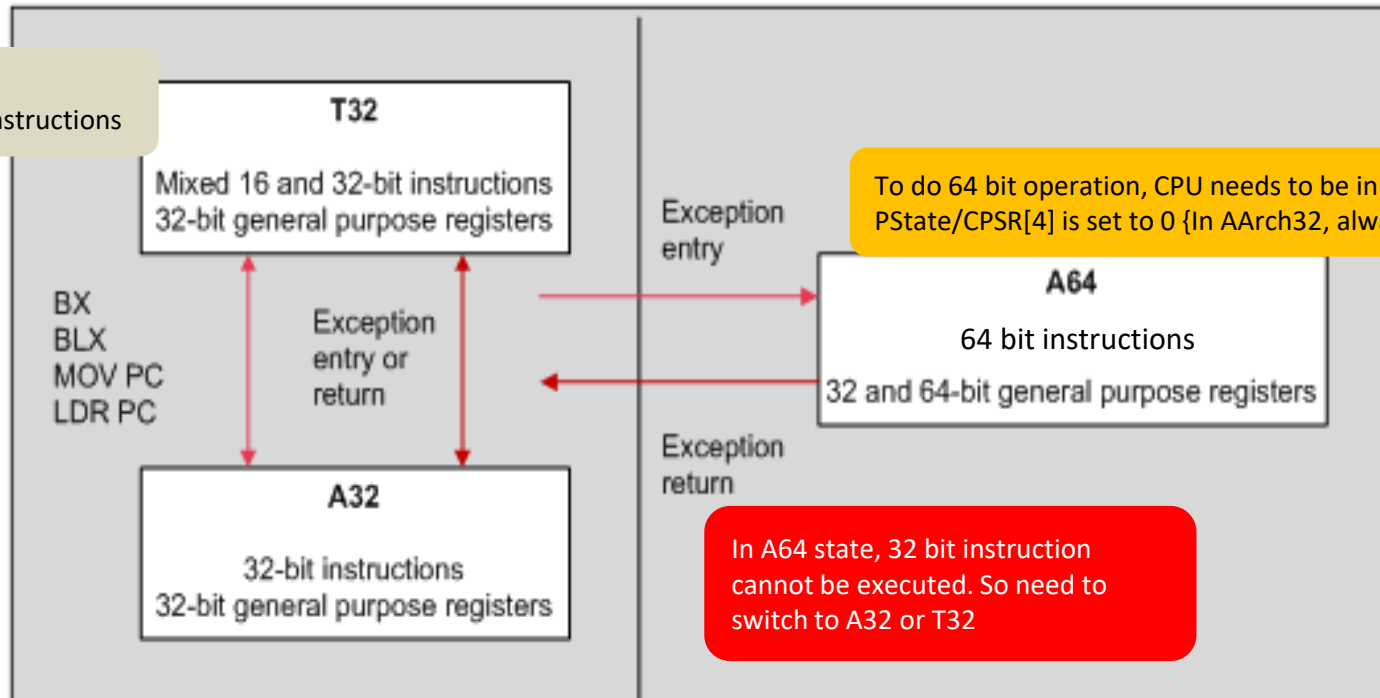 nstructions
T32
Mixed 16 and 32-bit instructions
32-bit general purpose registers
BX
BLX
MOV PC
LDR PC
Exception
entry or
return
A32
32-bit instructions
32-bit general purpose registers
Exception
entry
To do 64 bit operation, CPU needs to be in
PState/CPSR[4] is set to 0 {In AArch32, alwa
A64
64 bit instructions
32 and 64-bit general purpose registers
Exception
return
In A64 state, 32 bit instruction
cannot be executed. So need to
switch to A32 or T32